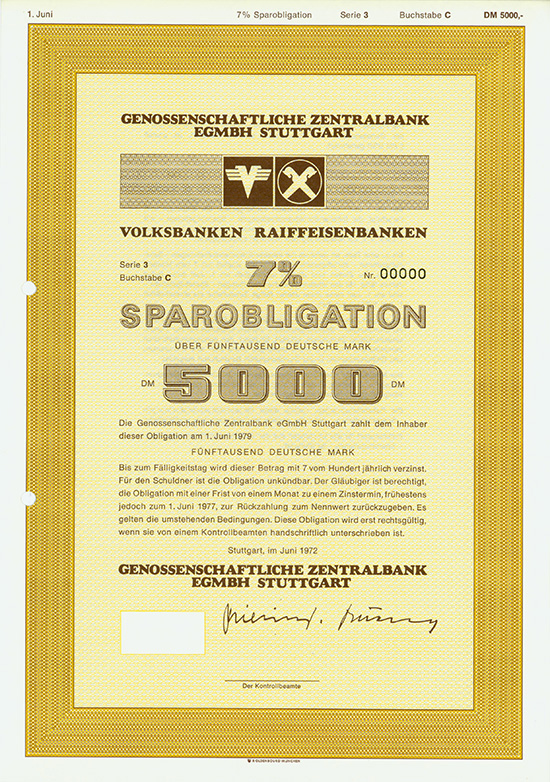 1. Juni 7% Sparobligation Serie 3 Buchstabe C DM 5000,-
GENOSSENSCHAFTLICHE ZENTRALBANK
EGMBH STUTTGART
VOLKSBANKEN RAIFFEISENBANKEN
Serie 3
Buchstabe C
7%
Nr. 00000
SPAROBLIGATION
ÜBER FÜNFTAUSEND DEUTSCHE MARK
DM 5000 DM
Die Genossenschaftliche Zentralbank eGmbH Stuttgart zahlt dem Inhaber
dieser Obligation am 1. Juni 1979
FÜNFTAUSEND DEUTSCHE MARK
Bis zum Fälligkeitstag wird dieser Betrag mit 7 vom Hundert jährlich verzinst.
Für den Schuldner ist die Obligation unkündbar. Der Gläubiger ist berechtigt,
die Obligation mit einer Frist von einem Monat zu einem Zinstermin, frühestens
jedoch zum 1. Juni 1977, zur Rückzahlung zum Nennwert zurückzugeben. Es
gelten die umstehenden Bedingungen. Diese Obligation wird erst rechtsgültig,
wenn sie von einem Kontrollbeamten handschriftlich unterschrieben ist.
Stuttgart, im Juni 1972
GENOSSENSCHAFTLICHE ZENTRALBANK
EGMBH STUTTGART
Der Kontrollbeamte